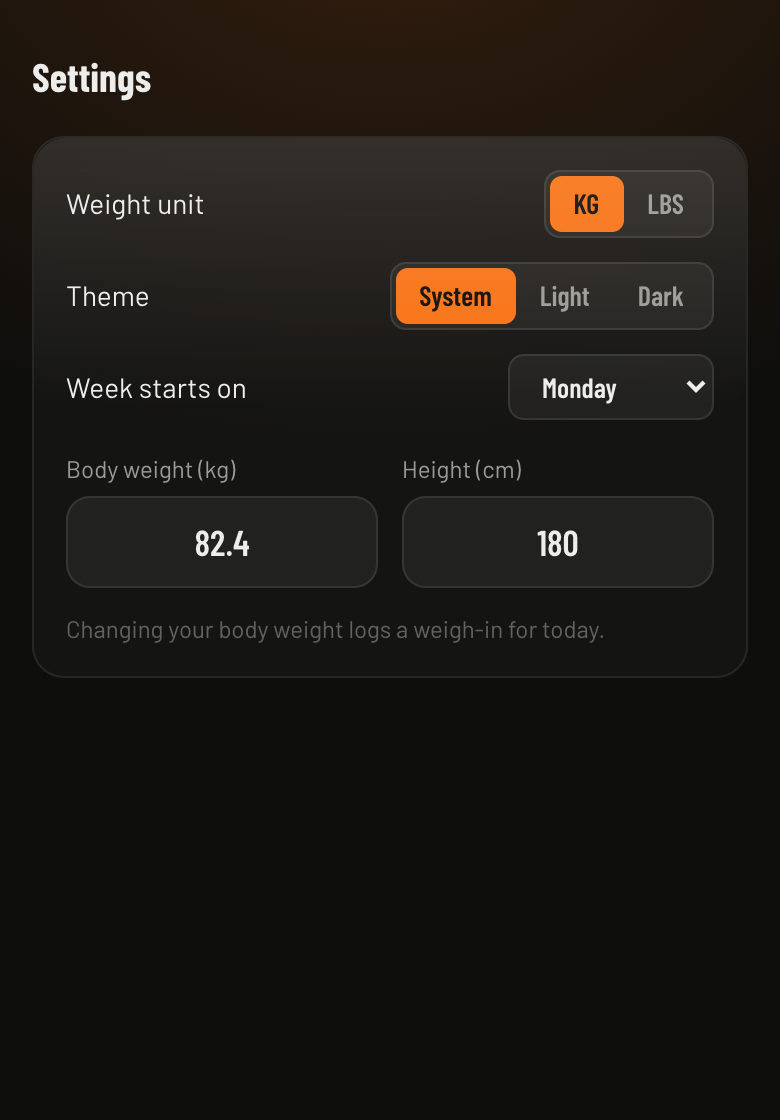 Settings
Weight unit KG LBS
Theme System Light Dark
Week starts on Monday
Body weight (kg) Height (cm)
82.4 180
Changing your body weight logs a weigh-in for today.